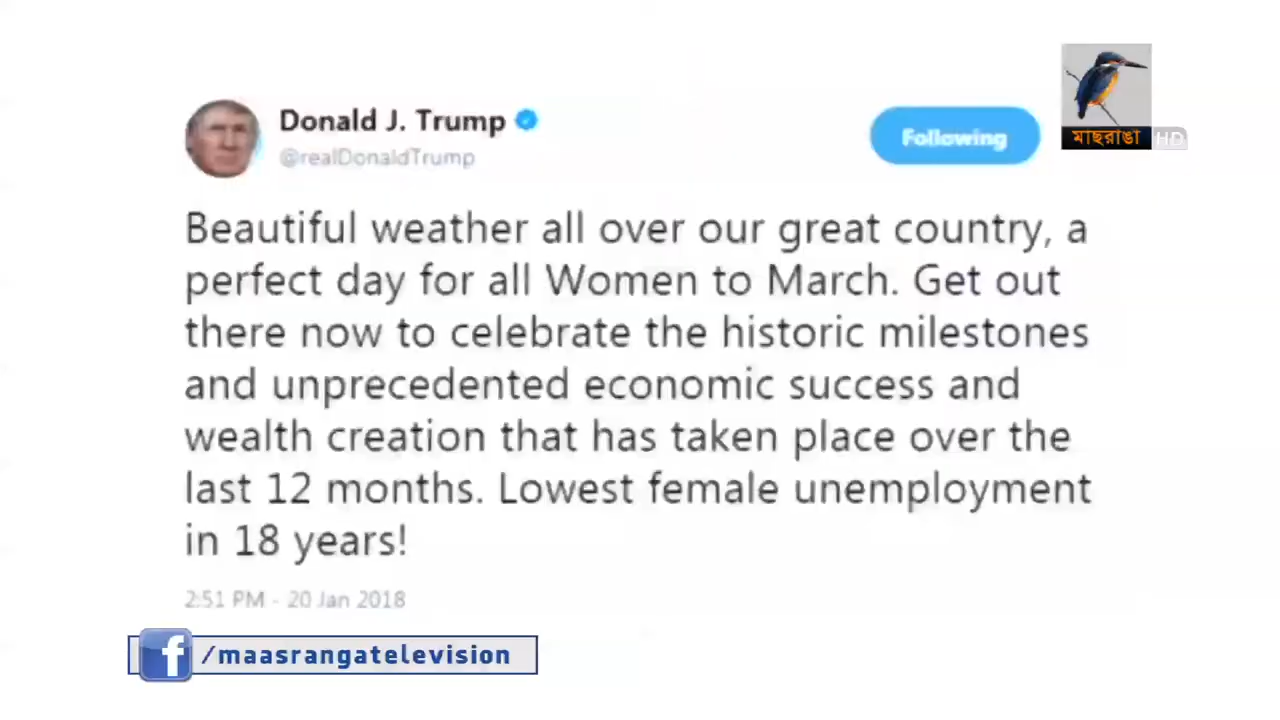 Donald J. Trump
@realDonaldTrump
Following
মাছরাঙা HD
Beautiful weather all over our great country, a
perfect day for all Women to March. Get out
there now to celebrate the historic milestones
and unprecedented economic success and
wealth creation that has taken place over the
last 12 months. Lowest female unemployment
in 18 years!
2:51 PM - 20 Jan 2018
f /maasrangatelevision